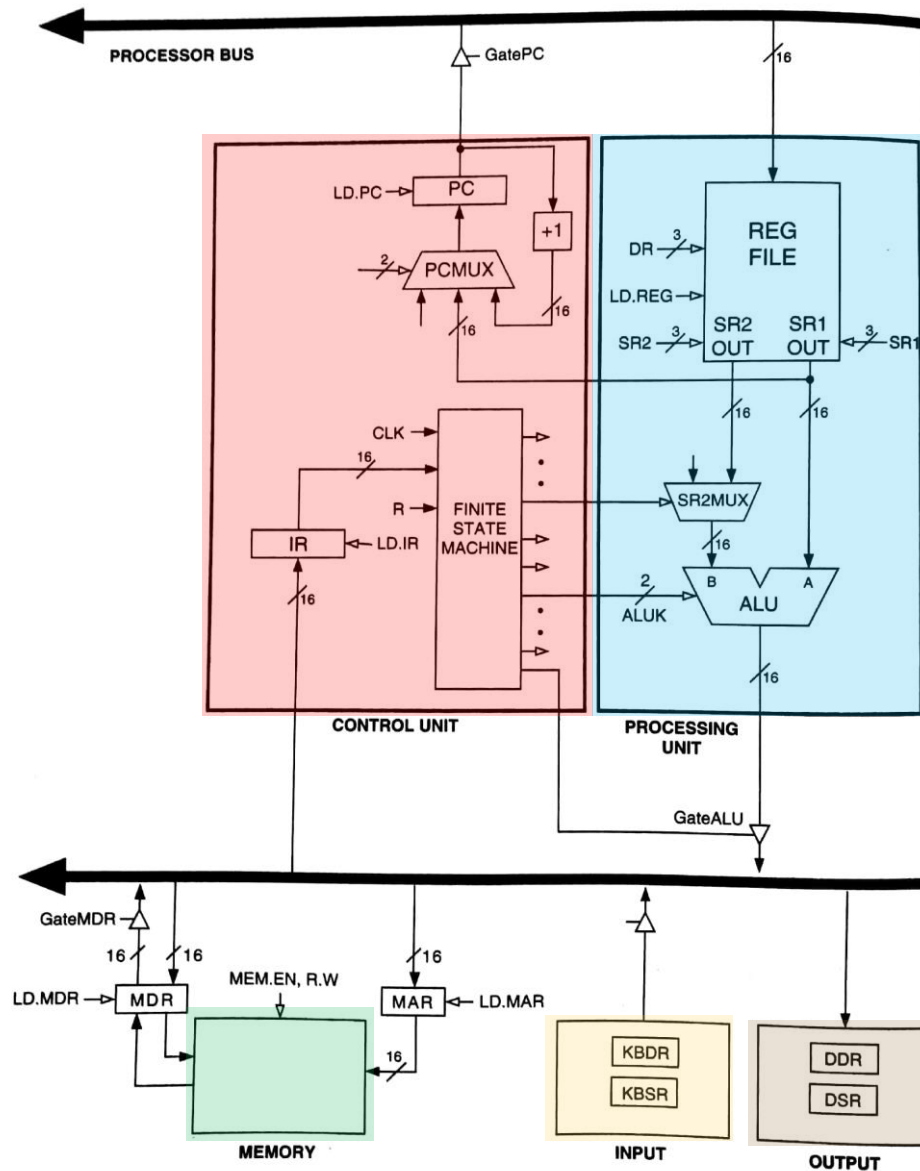 PROCESSOR BUS
GatePC
16
LD.PC
PC
+1
2
PCMUX
16
16
REG
FILE
DR
3
LD.REG
SR2
3
SR2
OUT
SR1
OUT
3
SR1
16
16
CLK
16
R
FINITE
STATE
MACHINE
IR
LD.IR
16
SR2MUX
16
B
A
ALU
2
ALUK
16
CONTROL UNIT
PROCESSING
UNIT
GateALU
GateMDR
16
16
16
LD.MDR
MDR
MEM.EN, R.W
MAR
LD.MAR
16
KBDR
KBSR
DDR
DSR
MEMORY
INPUT
OUTPUT